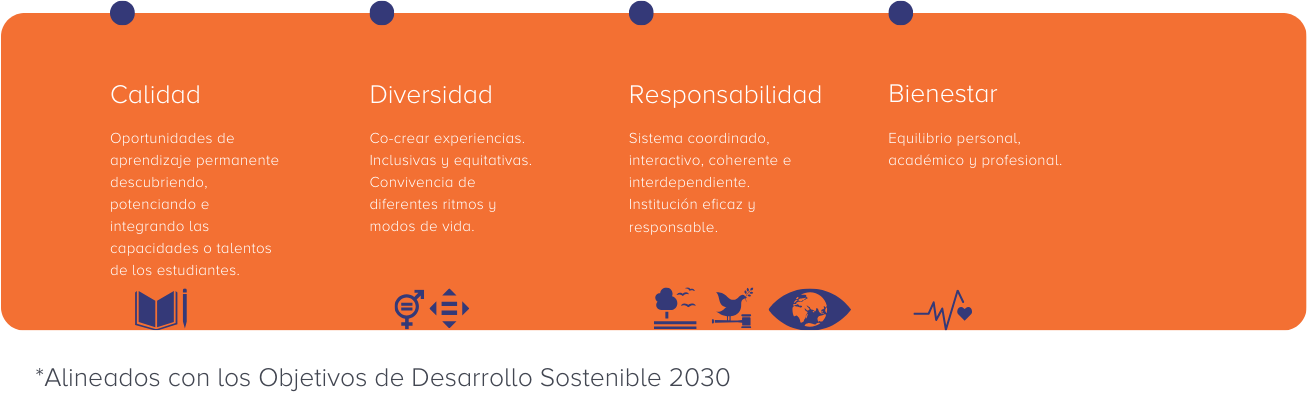 Calidad
Oportunidades de
aprendizaje permanente
descubriendo,
potenciando e
integrando las
capacidades o talentos
de los estudiantes.
Diversidad
Co-crear experiencias.
Inclusivas y equitativas.
Convivencia de
diferentes ritmos y
modos de vida.
Responsabilidad
Sistema coordinado,
interactivo, coherente e
interdependiente.
Institución eficaz y
responsable.
Bienestar
Equilibrio personal,
académico y profesional.
*Alineados con los Objetivos de Desarrollo Sostenible 2030